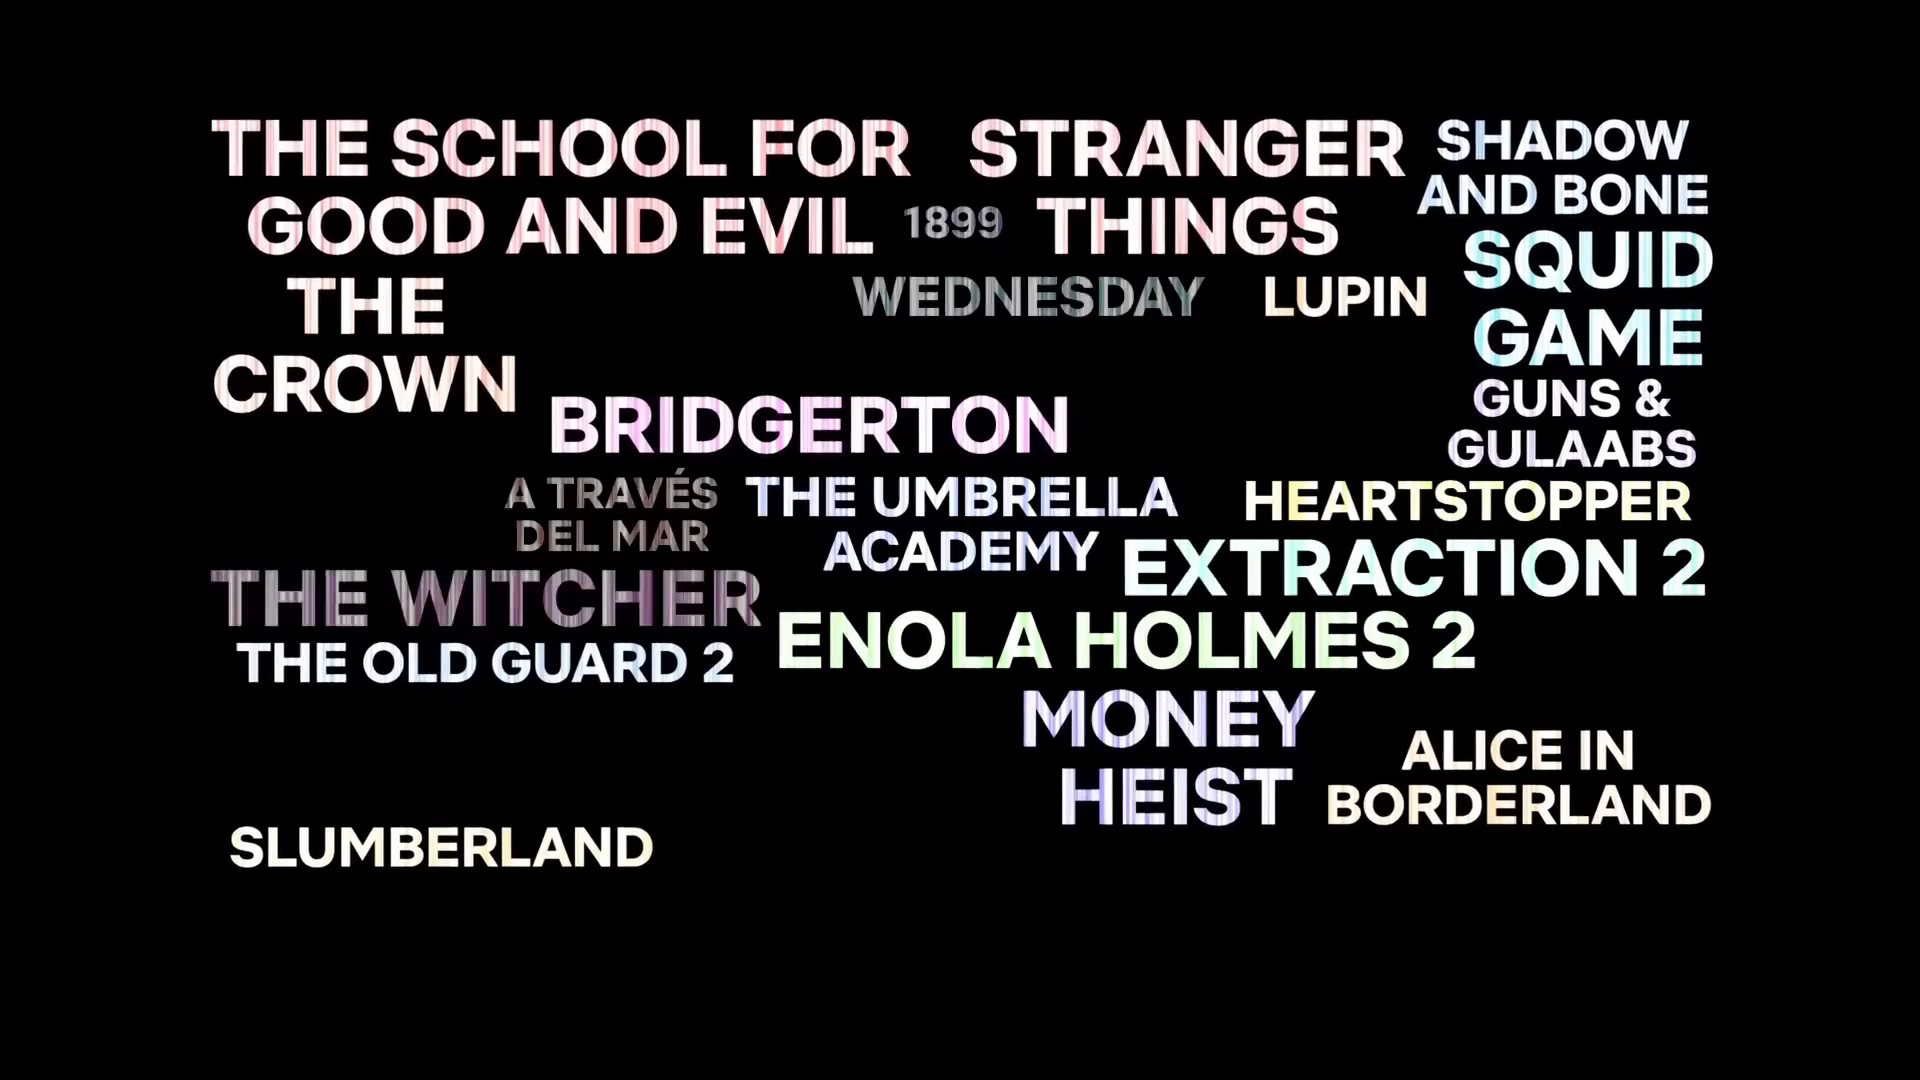 THE SCHOOL FOR
GOOD AND EVIL
1899
STRANGER
THINGS
SHADOW
AND BONE
SQUID
GAME
THE
CROWN
WEDNESDAY
LUPIN
BRIDGERTON
GUNS &
GULAABS
A TRAVÉS
DEL MAR
THE UMBRELLA
ACADEMY
HEARTSTOPPER
EXTRACTION 2
THE WITCHER
THE OLD GUARD 2
ENOLA HOLMES 2
MONEY
HEIST
ALICE IN
BORDERLAND
SLUMBERLAND